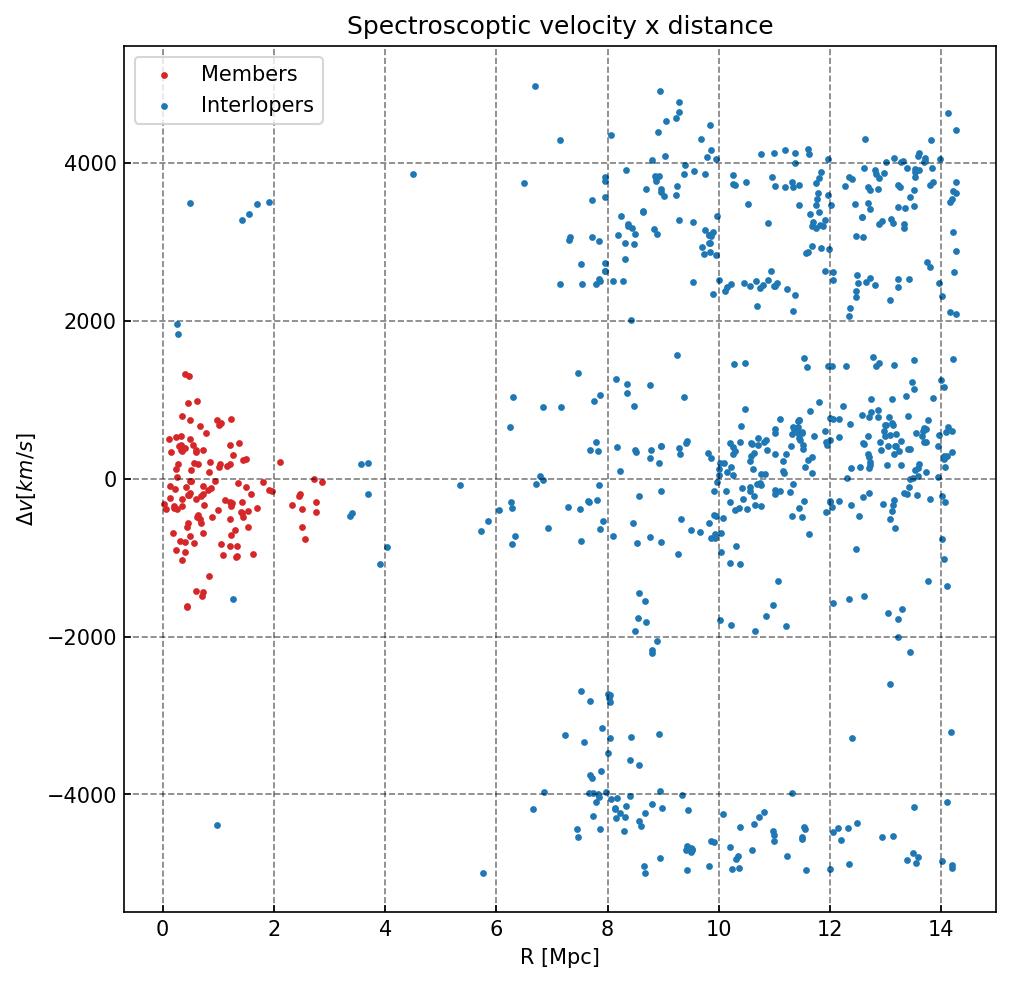 Spectroscoptic velocity x distance
Members
Interlopers
4000
2000
0
−2000
−4000
Δv[km/s]
0 2 4 6 8 10 12 14
R [Mpc]